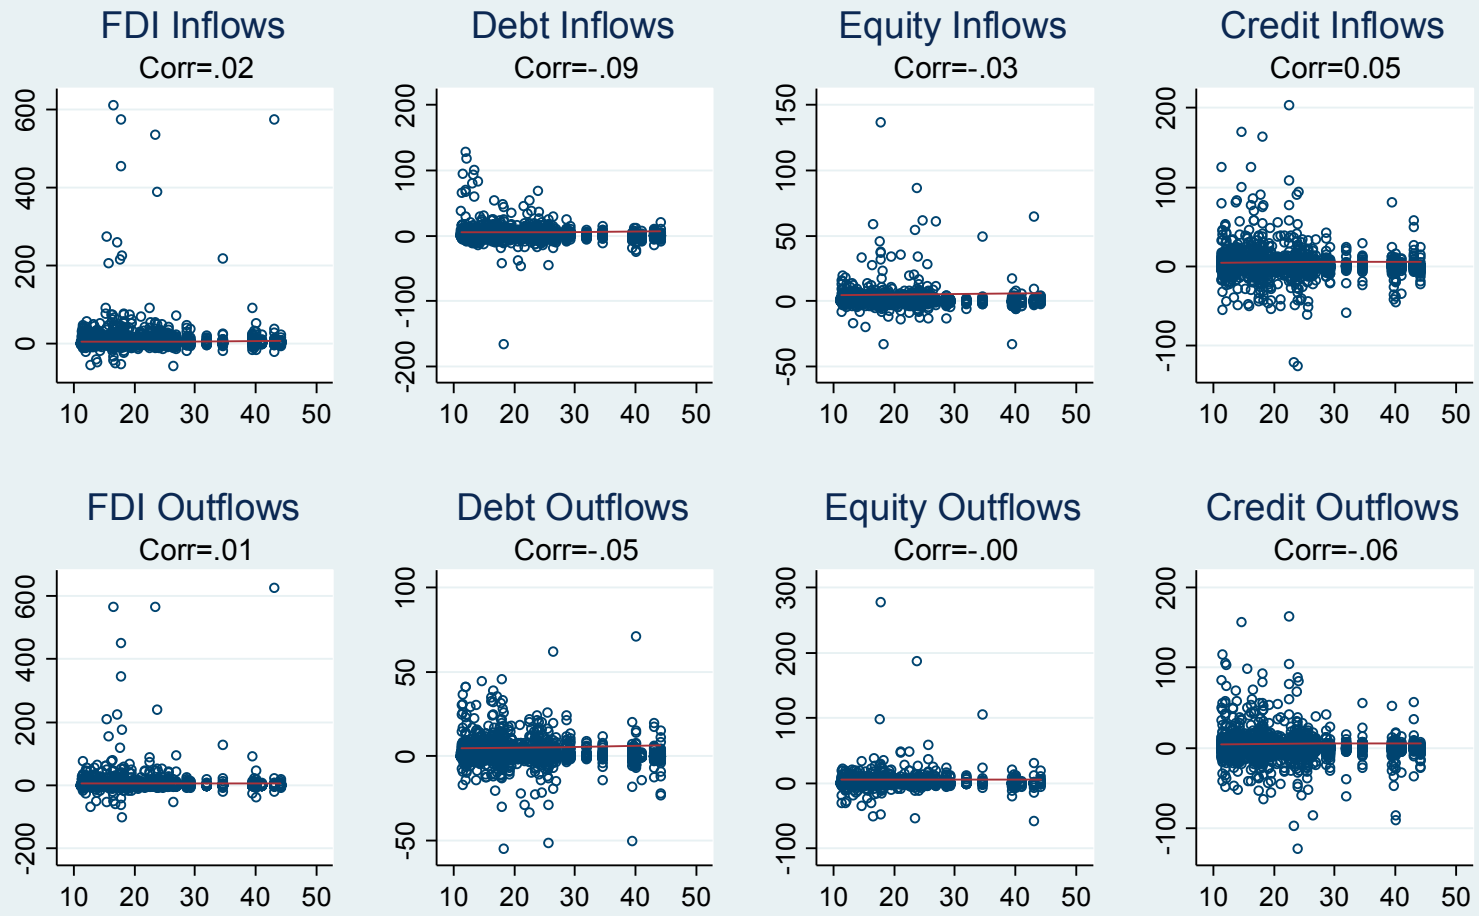 FDI Inflows
Corr=.02
600
400
200
0
10 20 30 40 50
Debt Inflows
Corr=-.09
200
100
0
-100
-200
10 20 30 40 50
Equity Inflows
Corr=-.03
150
100
50
0
-50
10 20 30 40 50
Credit Inflows
Corr=0.05
200
100
0
-100
10 20 30 40 50
FDI Outflows
Corr=.01
600
400
200
0
-200
10 20 30 40 50
Debt Outflows
Corr=-.05
100
50
0
-50
10 20 30 40 50
Equity Outflows
Corr=-.00
300
200
100
0
-100
10 20 30 40 50
Credit Outflows
Corr=-.06
200
100
0
-100
10 20 30 40 50